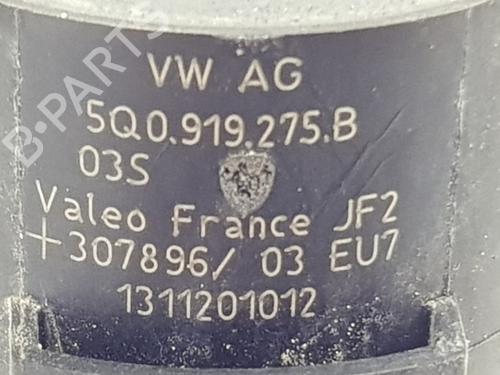 B-PARTS
VW AG
5Q0.919.275.B
03S
Valeo France JF2
+307896/ 03 EU7
1311201012